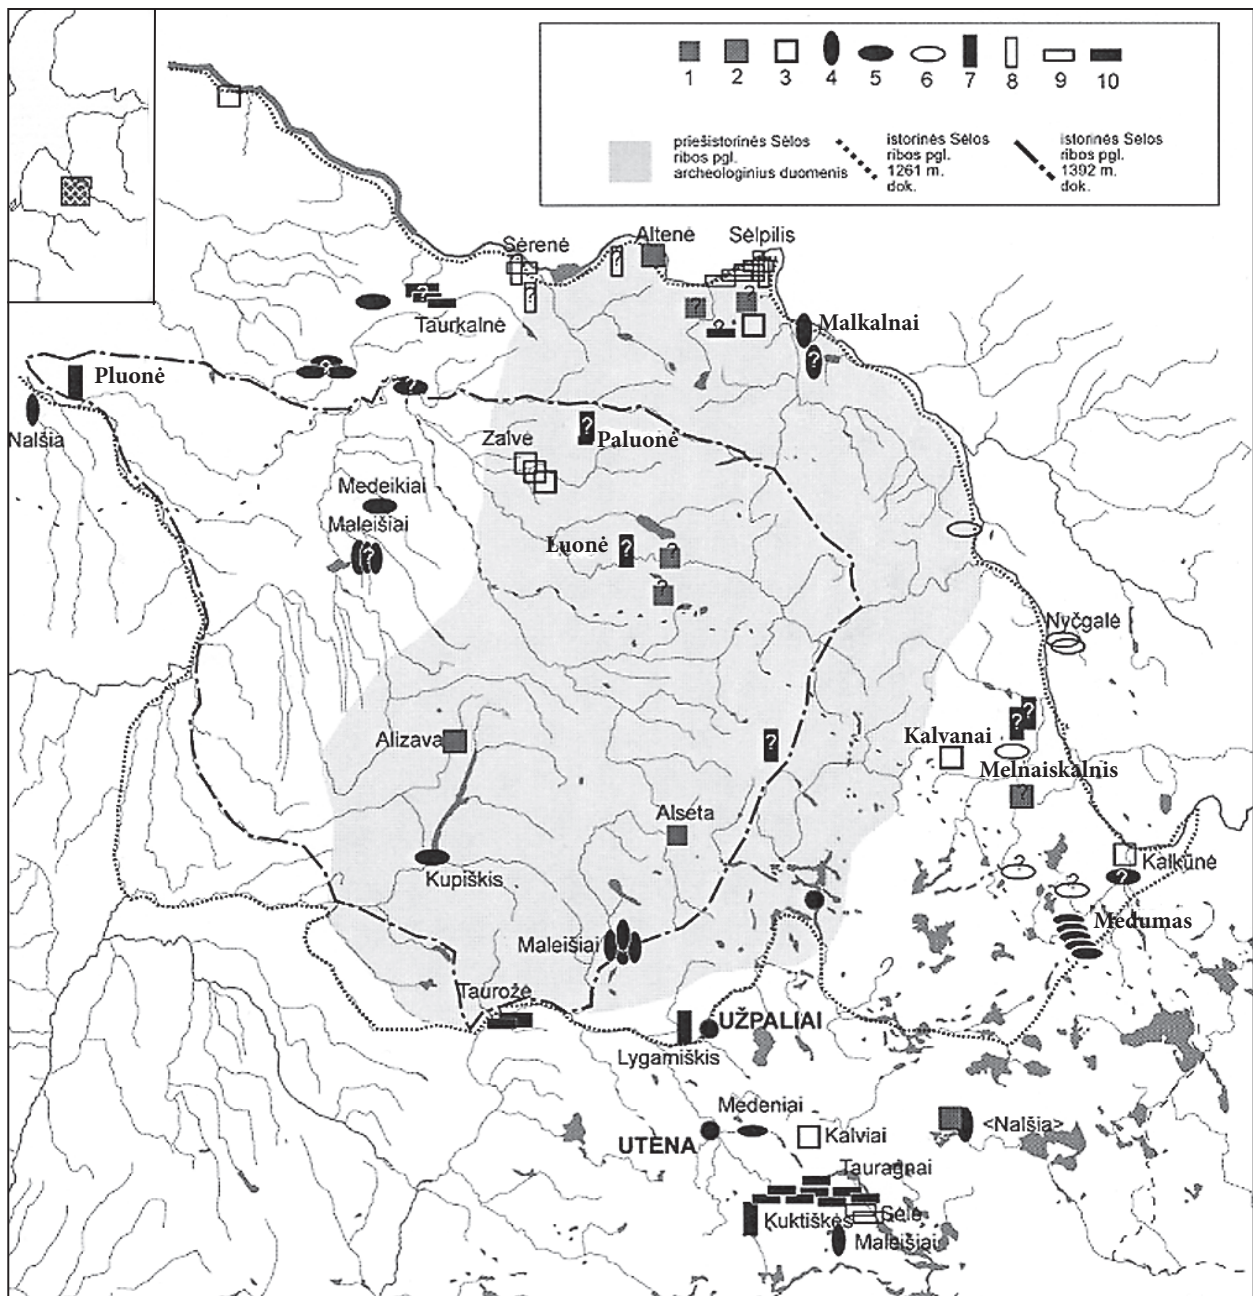 1 2 3 4 5 6 7 8 9 10
priešistorinės Sėlos
ribos pgl.
archeologinius duomenis
istorinės Sėlos
ribos pgl.
1261 m.
dok.
istorinės Sėlos
ribos pgl.
1392 m.
dok.
Sėrenė
Altenė
Sėlpilis
?
?
?
?
?
?
Taurkalnė
Malkalnai
?
?
Pluonė
?
Nalšia
?
Zalvė
Paluonė
Medeikiai
Maleišiai
?
Luonė
?
?
?
Nyčgalė
? ?
Alizava
?
Kalvanai
Melnaiskalnis
?
Alseta
Kupiškis
?
Kalkūnė
?
?
Medumas
Maleišiai
Taurožė
UŽPALIAI
Lygamiškis
Medeniai
<Nalšia>
UTENA
Kalviai
Tauragnai
Kuktiškės
Sėlė
Maleišiai